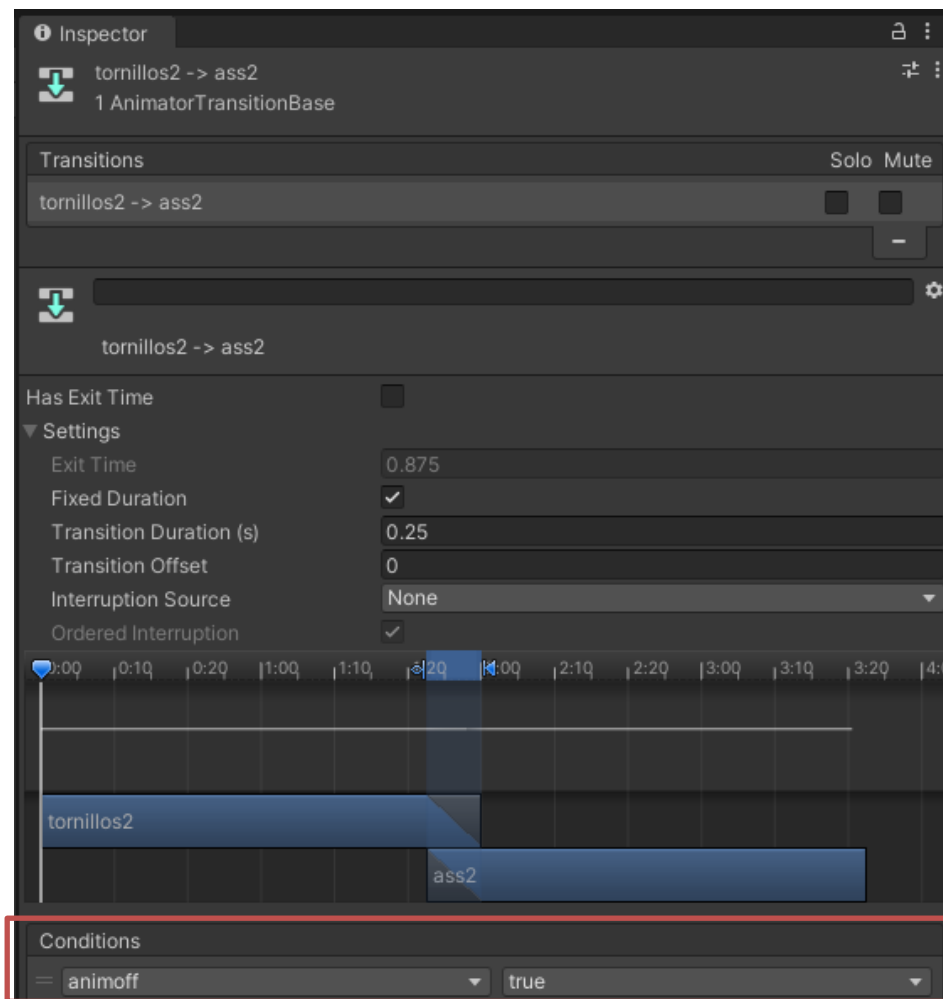 Inspector
tornillos2 -> ass2
1 AnimatorTransitionBase
Transitions Solo Mute
tornillos2 -> ass2
tornillos2 -> ass2
Has Exit Time
Settings
Exit Time 0.875
Fixed Duration
Transition Duration (s) 0.25
Transition Offset 0
Interruption Source None
Ordered Interruption
0:10 0:20 1:00 1:10 2:10 2:20 3:00 3:10 3:20
tornillos2
ass2
Conditions
animoff true